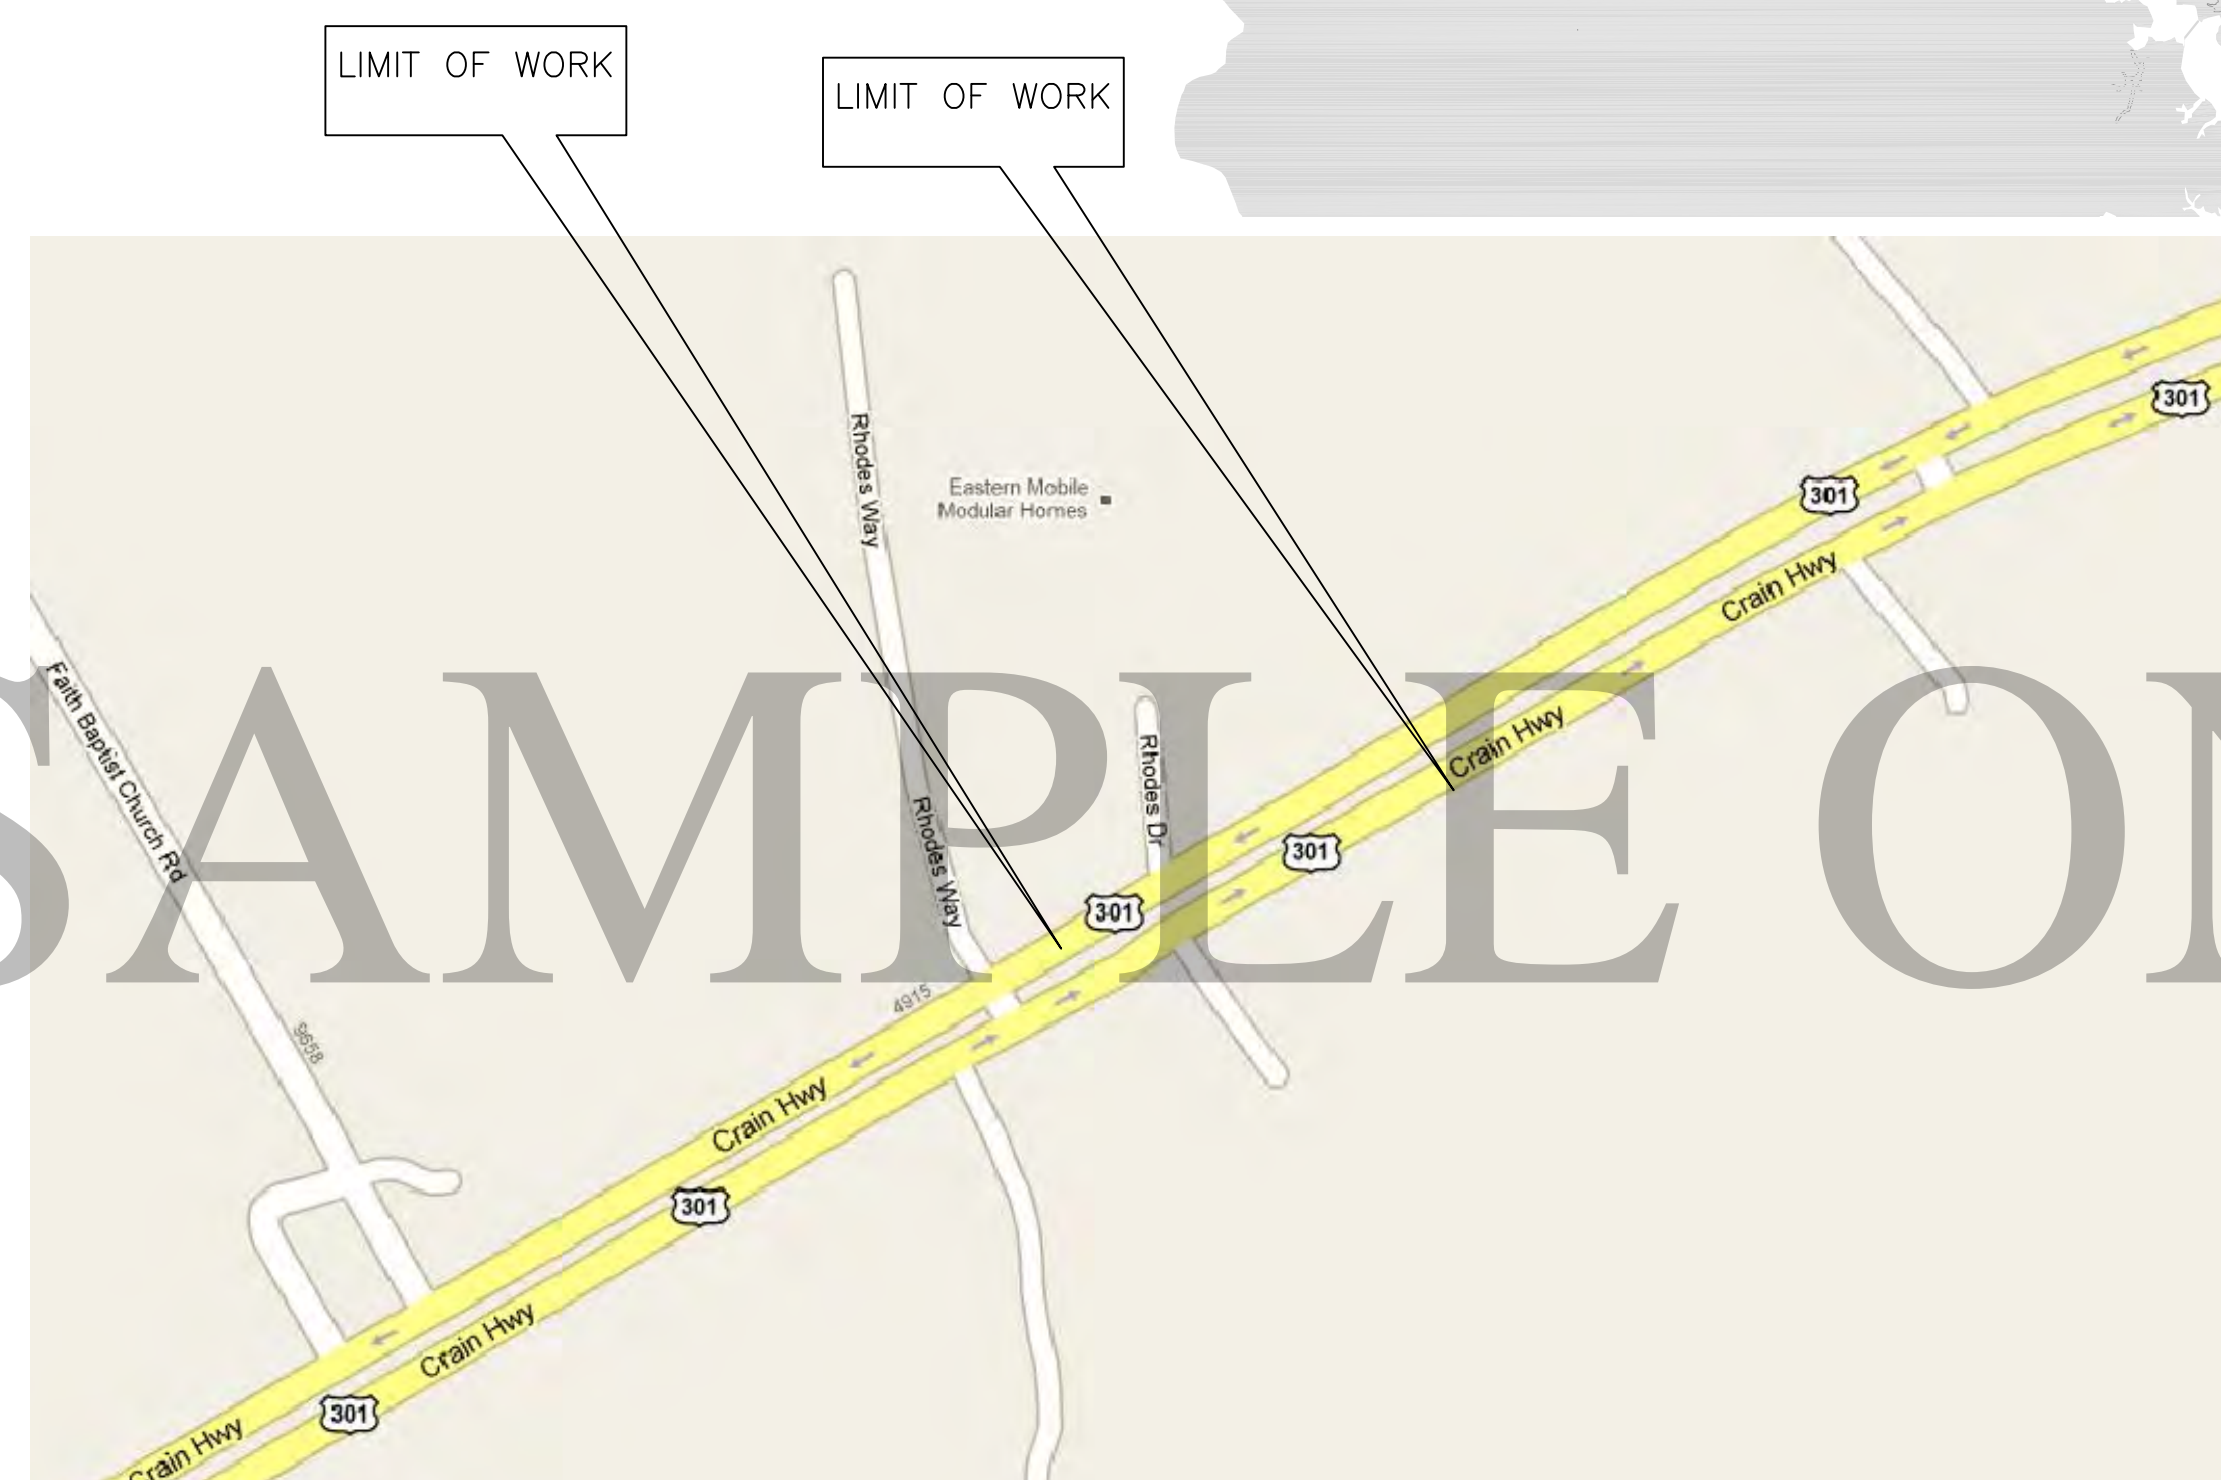 LIMIT OF WORK
LIMIT OF WORK
301
301
Rhodes Way
Eastern Mobile
Modular Homes
Crain Hwy
Faith Baptist Church Rd
SAMPLE ON
Crain Hwy
Rhodes Dr
301
Rhodes Way
301
4915
9658
Crain Hwy
301
Crain Hwy
301
Crain Hwy